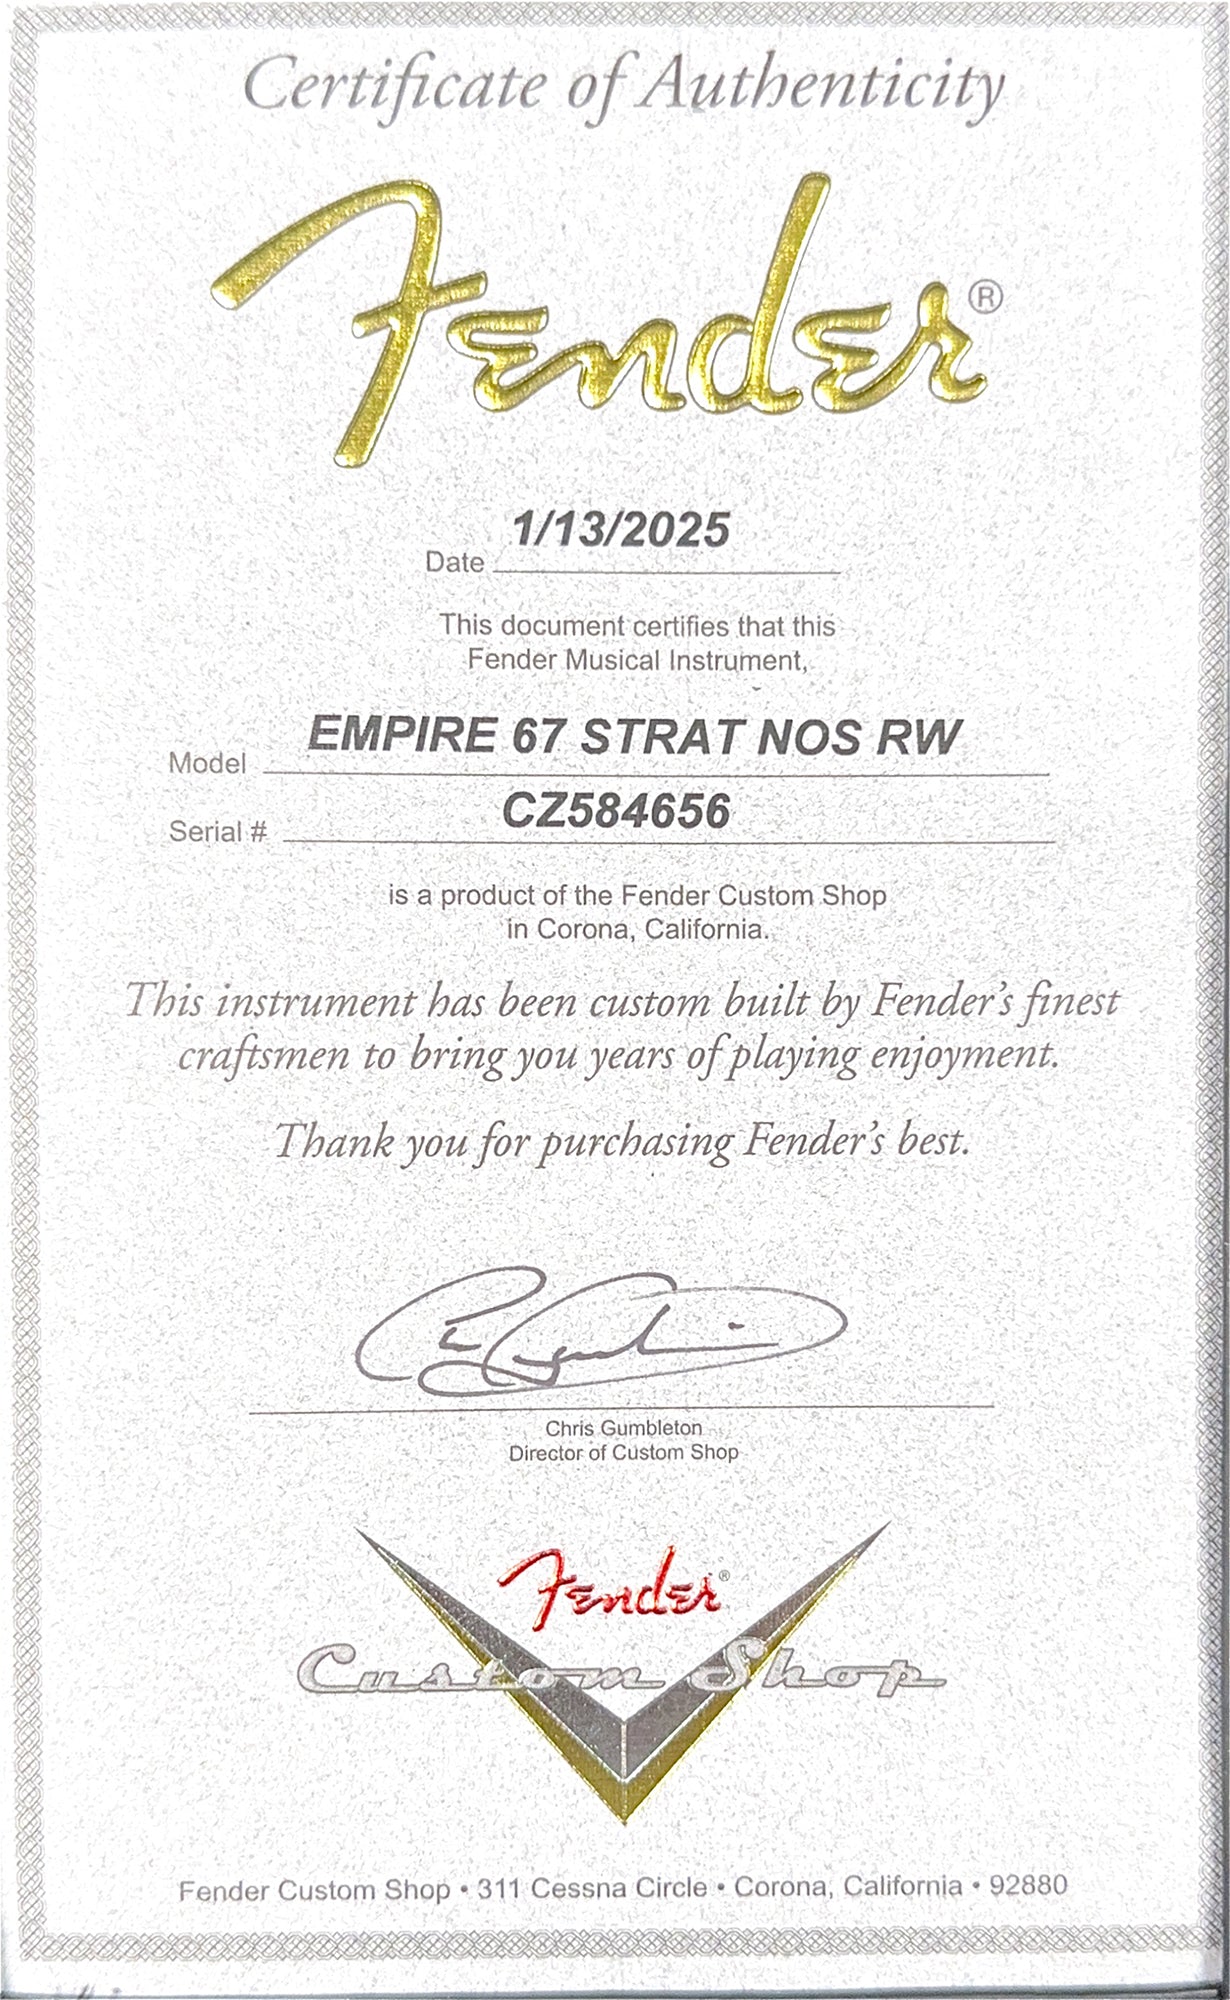 Certificate of Authenticity
Fender®
Date 1/13/2025
This document certifies that this
Fender Musical Instrument,
Model EMPIRE 67 STRAT NOS RW
Serial # CZ584656
is a product of the Fender Custom Shop
in Corona, California.
This instrument has been custom built by Fender's finest
craftsmen to bring you years of playing enjoyment.
Thank you for purchasing Fender's best.
Chris Gumbleton
Director of Custom Shop
Fender®
Custom Shop
Fender Custom Shop • 311 Cessna Circle • Corona, California • 92880